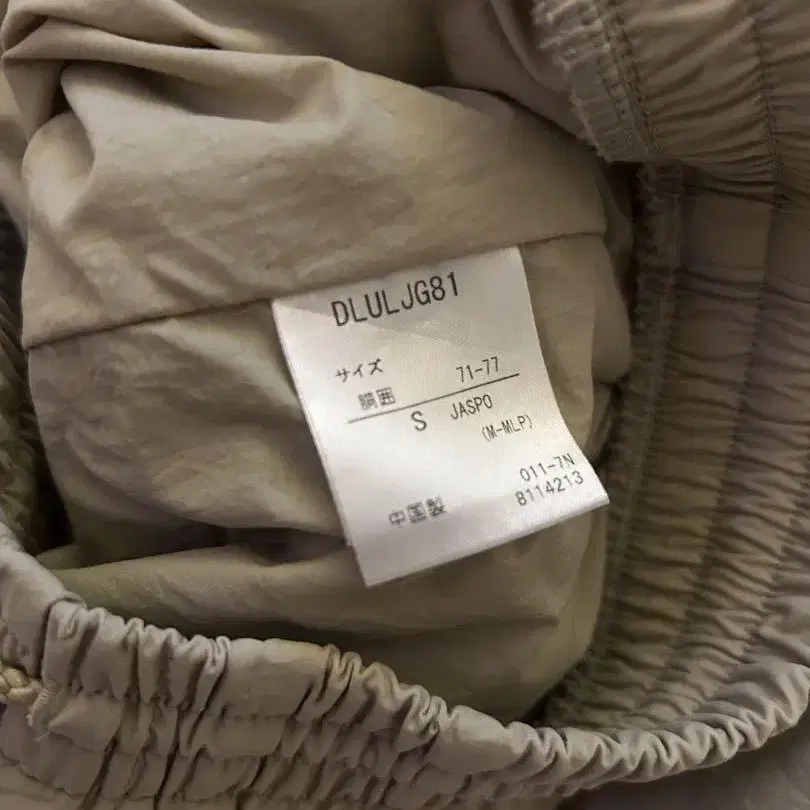 DLULJG81
サイズ
胴囲 71-77
S JASPO
(M-MLP)
011-7N
中国製 8114213